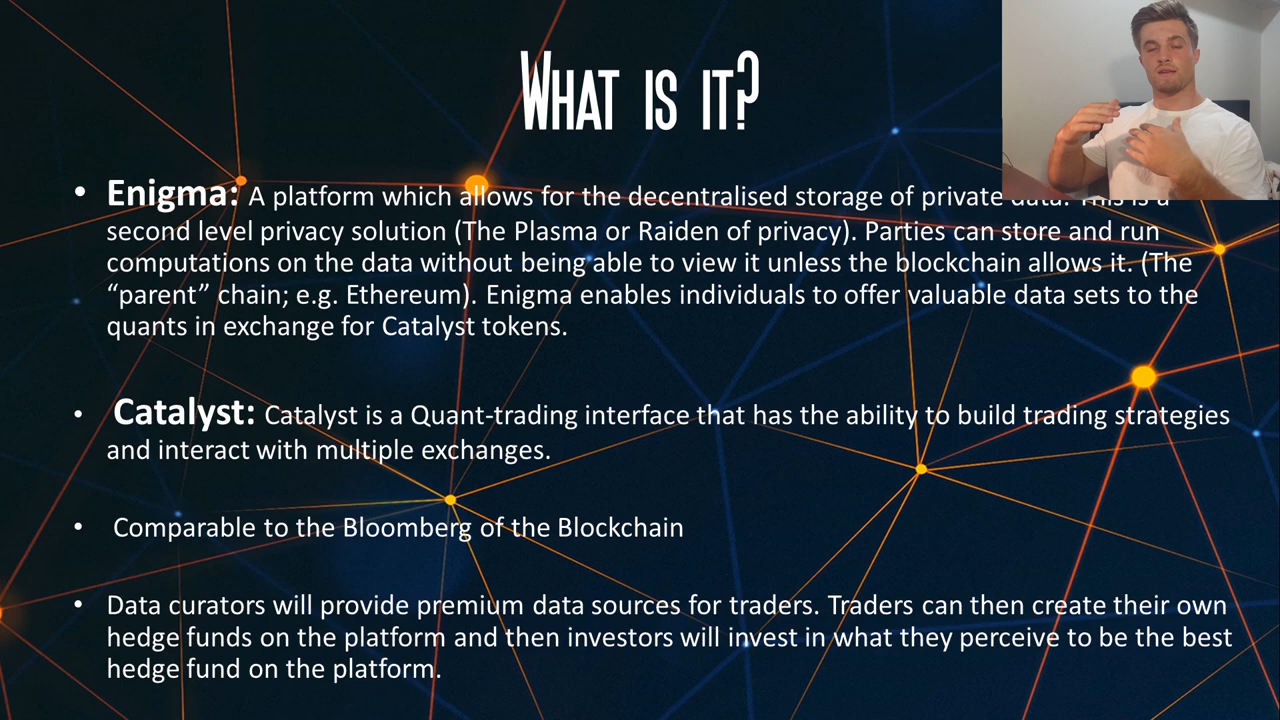 What is it?
• Enigma: A platform which allows for the decentralised storage of private data. This is a
second level privacy solution (The Plasma or Raiden of privacy). Parties can store and run
computations on the data without being able to view it unless the blockchain allows it. (The
“parent” chain; e.g. Ethereum). Enigma enables individuals to offer valuable data sets to the
quants in exchange for Catalyst tokens.
• Catalyst: Catalyst is a Quant-trading interface that has the ability to build trading strategies
and interact with multiple exchanges.
• Comparable to the Bloomberg of the Blockchain
• Data curators will provide premium data sources for traders. Traders can then create their own
hedge funds on the platform and then investors will invest in what they perceive to be the best
hedge fund on the platform.